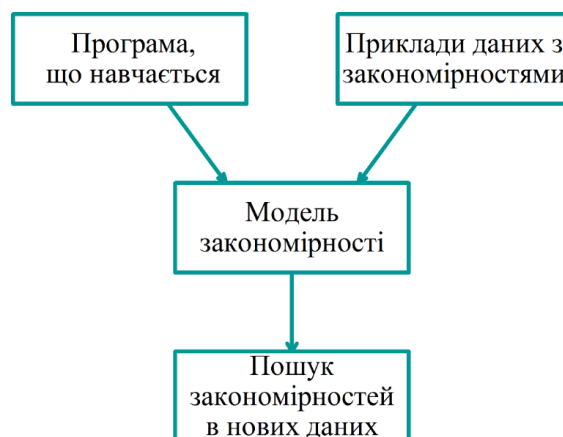 Програма,
що навчається
Приклади даних з
закономірностями
Модель
закономірності
Пошук
закономірностей
в нових даних